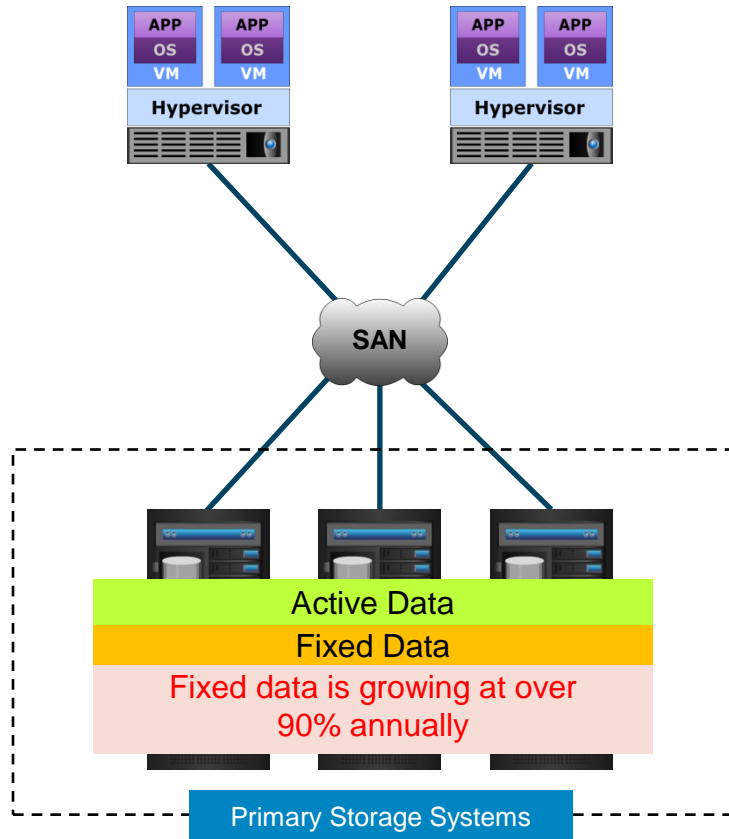 APP APP APP APP
OS OS OS OS
VM VM VM VM
Hypervisor Hypervisor
SAN
Active Data
Fixed Data
Fixed data is growing at over
90% annually
Primary Storage Systems